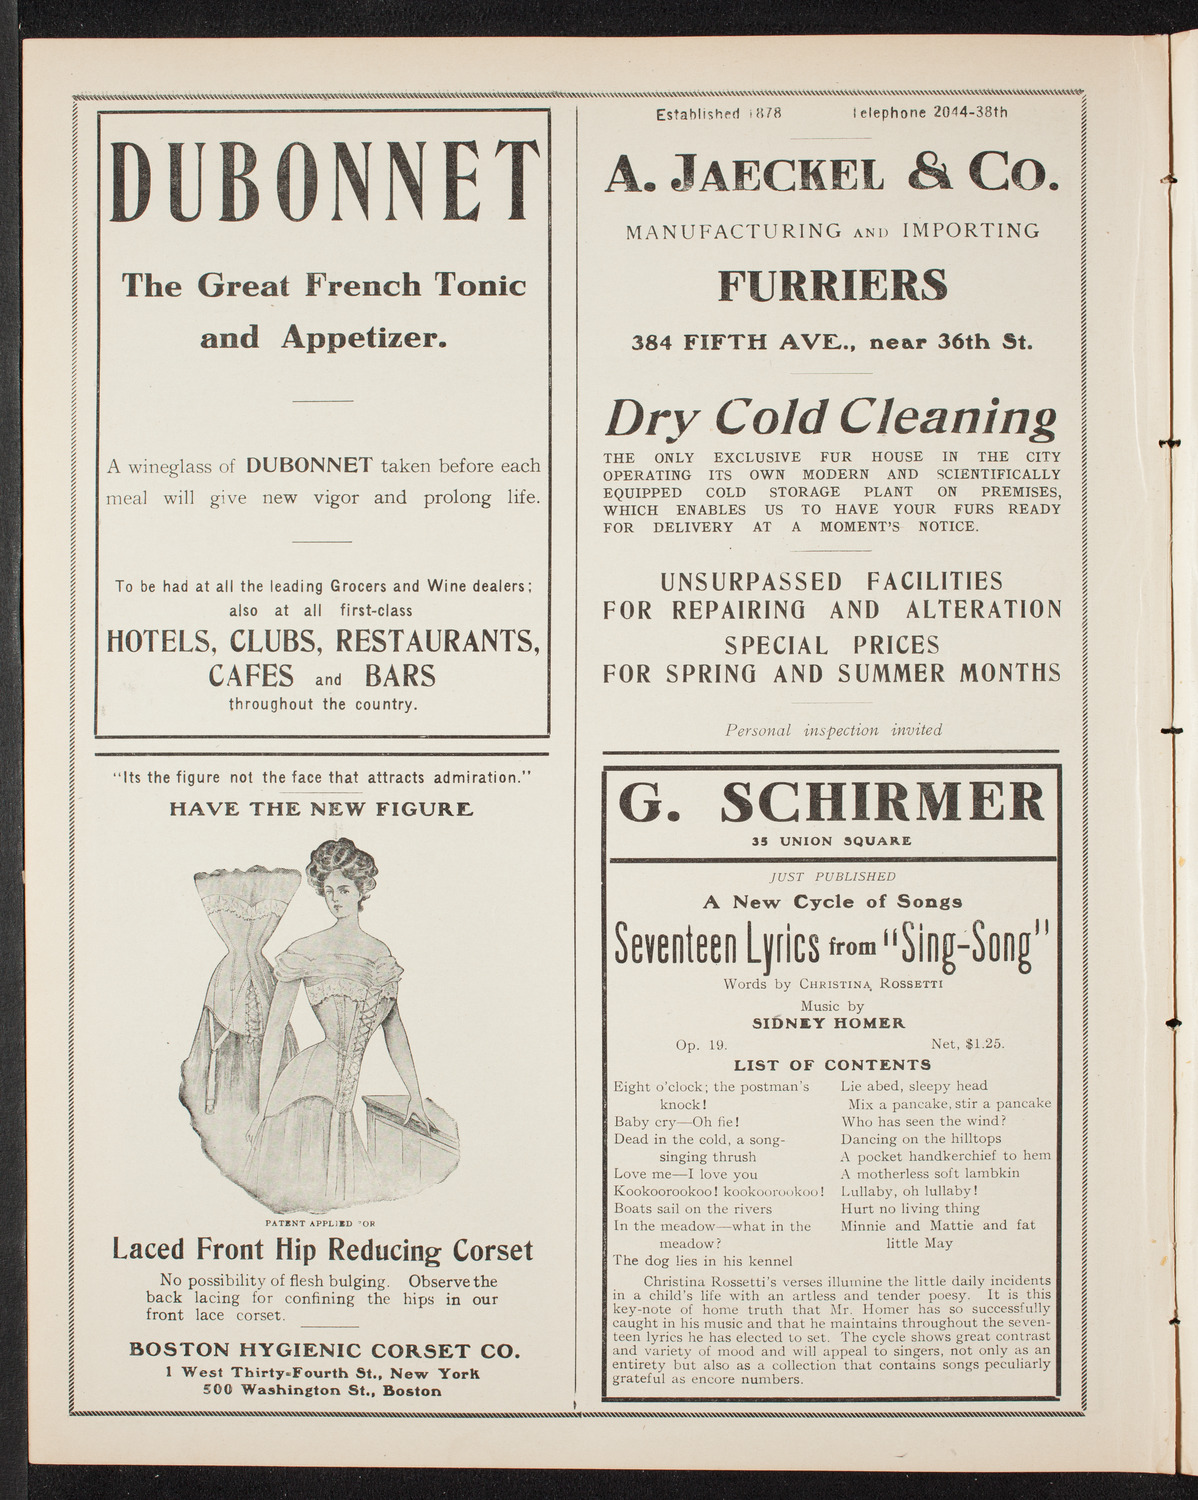 DUBONNET
The Great French Tonic
and Appetizer.
A wineglass of DUBONNET taken before each
meal will give new vigor and prolong life.
To be had at all the leading Grocers and Wine dealers;
also at all first-class
HOTELS, CLUBS, RESTAURANTS,
CAFES and BARS
throughout the country.
"Its the figure not the face that attracts admiration."
HAVE THE NEW FIGURE
PATENT APPLIED FOR
Laced Front Hip Reducing Corset
No possibility of flesh bulging. Observe the
back lacing for confining the hips in our
front lace corset.
BOSTON HYGIENIC CORSET CO.
1 West Thirty-Fourth St., New York
500 Washington St., Boston
Established 1878 Telephone 2044-38th
A. JAECKEL & CO.
MANUFACTURING AND IMPORTING
FURRIERS
384 FIFTH AVE., near 36th St.
Dry Cold Cleaning
THE ONLY EXCLUSIVE FUR HOUSE IN THE CITY
OPERATING ITS OWN MODERN AND SCIENTIFICALLY
EQUIPPED COLD STORAGE PLANT ON PREMISES,
WHICH ENABLES US TO HAVE YOUR FURS READY
FOR DELIVERY AT A MOMENT'S NOTICE.
UNSURPASSED FACILITIES
FOR REPAIRING AND ALTERATION
SPECIAL PRICES
FOR SPRING AND SUMMER MONTHS
Personal inspection invited
G. SCHIRMER
35 UNION SQUARE
JUST PUBLISHED
A New Cycle of Songs
Seventeen Lyrics from "Sing-Song"
Words by CHRISTINA ROSSETTI
Music by
SIDNEY HOMER
Op. 19. Net, $1.25.
LIST OF CONTENTS
Eight o'clock; the postman's
knock!
Baby cry—Oh fie!
Dead in the cold, a song-
singing thrush
Love me—I love you
Kookoorookoo! kookoorookoo!
Boats sail on the rivers
In the meadow—what in the
meadow?
The dog lies in his kennel
Lie abed, sleepy head
Mix a pancake, stir a pancake
Who has seen the wind?
Dancing on the hilltops
A pocket handkerchief to hem
A motherless soft lambkin
Lullaby, oh lullaby!
Hurt no living thing
Minnie and Mattie and fat
little May
Christina Rossetti's verses illumine the little daily incidents
in a child's life with an artless and tender poesy. It is this
key-note of home truth that Mr. Homer has so successfully
caught in his music and that he maintains throughout the seven-
teen lyrics he has elected to set. The cycle shows great contrast
and variety of mood and will appeal to singers, not only as an
entirety but also as a collection that contains songs peculiarly
grateful as encore numbers.